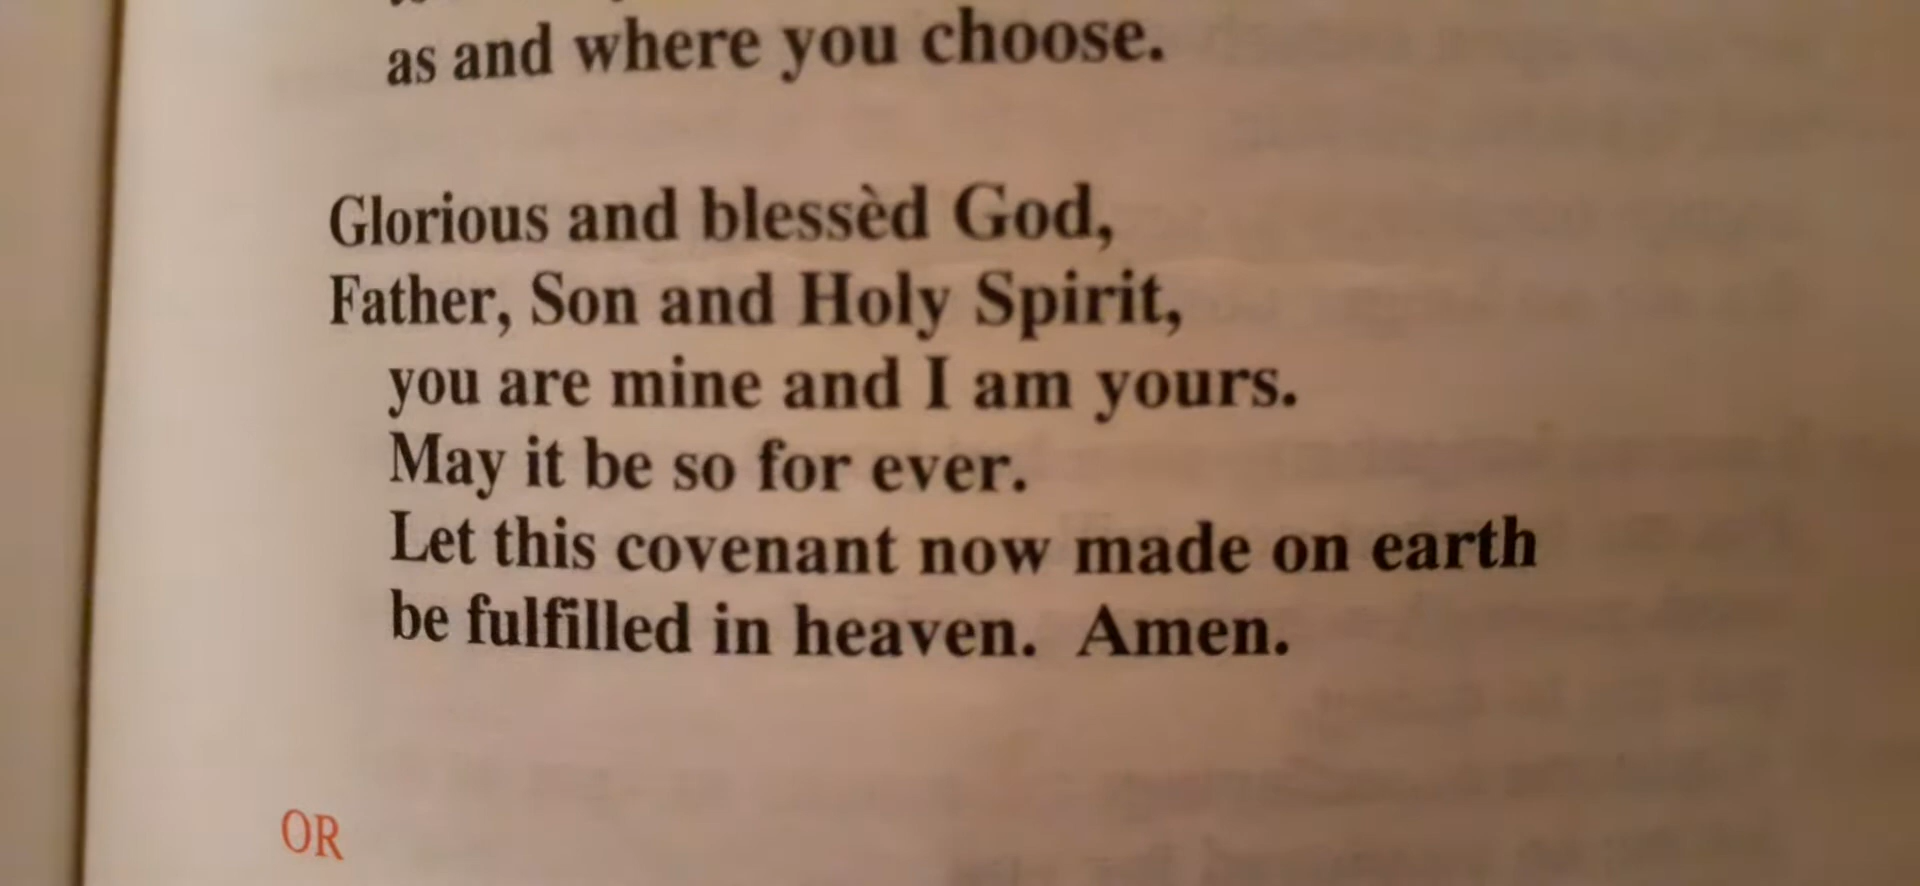 as and where you choose.
Glorious and blessèd God,
Father, Son and Holy Spirit,
you are mine and I am yours.
May it be so for ever.
Let this covenant now made on earth
be fulfilled in heaven. Amen.
OR